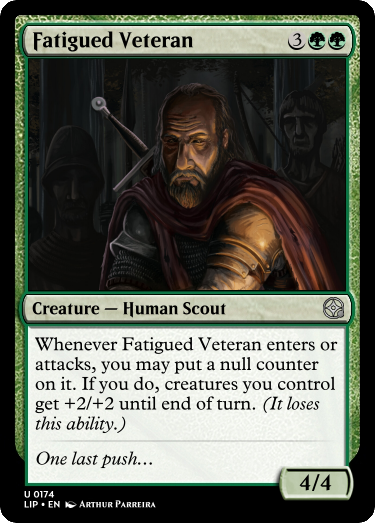 Fatigued Veteran 3
Creature — Human Scout
Whenever Fatigued Veteran enters or
attacks, you may put a null counter
on it. If you do, creatures you control
get +2/+2 until end of turn. (It loses
this ability.)
One last push…
4/4
U 0174
LIP • EN Arthur Parreira